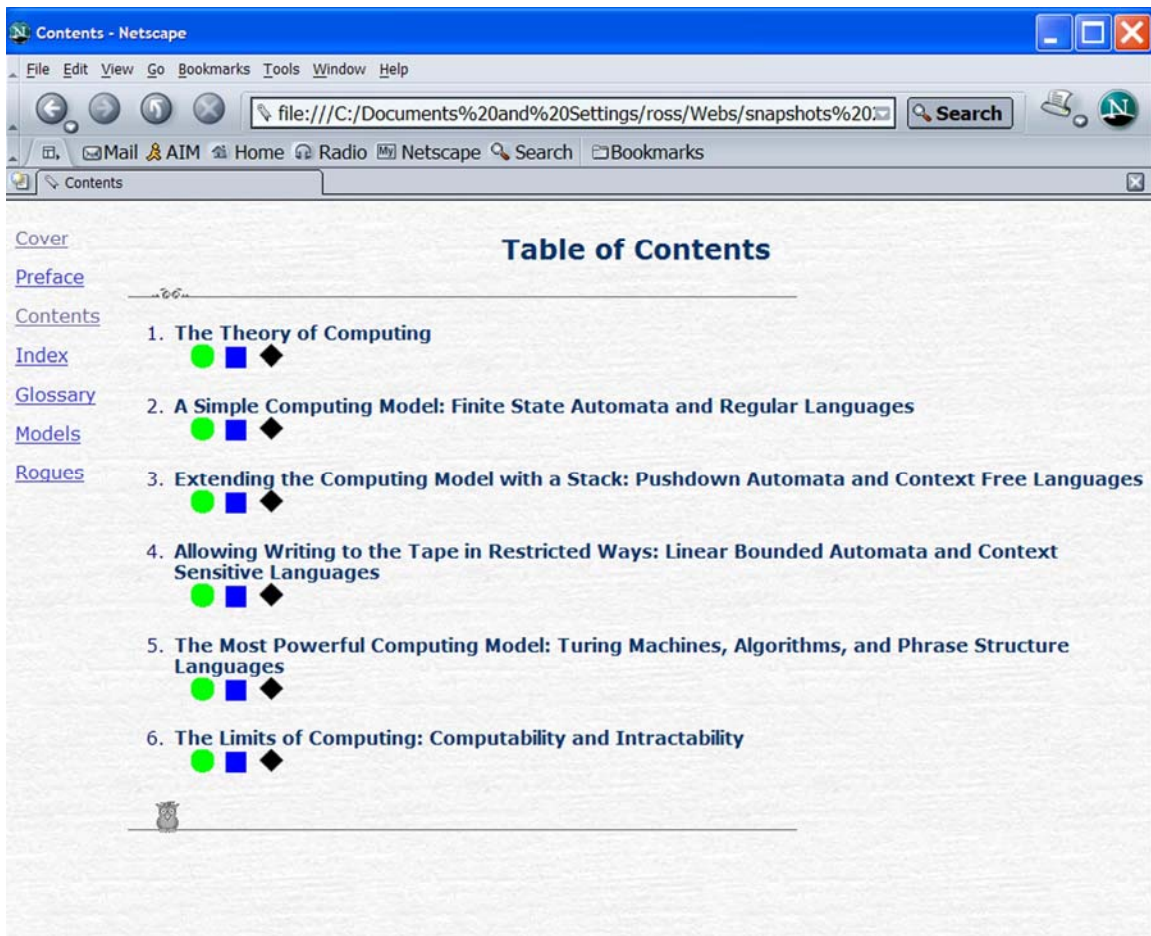 Contents - Netscape
File Edit View Go Bookmarks Tools Window Help
file:///C:/Documents%20and%20Settings/ross/Webs/snapshots%20 Search
Mail AIM Home Radio Netscape Search Bookmarks
Contents
Cover
Preface
Contents
Index
Glossary
Models
Rogues
Table of Contents
1. The Theory of Computing
2. A Simple Computing Model: Finite State Automata and Regular Languages
3. Extending the Computing Model with a Stack: Pushdown Automata and Context Free Languages
4. Allowing Writing to the Tape in Restricted Ways: Linear Bounded Automata and Context
Sensitive Languages
5. The Most Powerful Computing Model: Turing Machines, Algorithms, and Phrase Structure
Languages
6. The Limits of Computing: Computability and Intractability